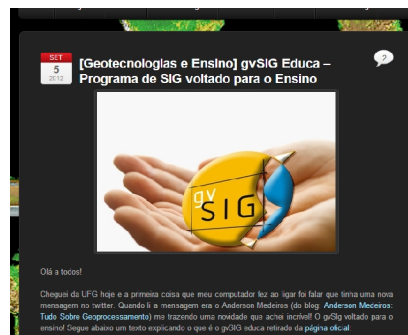 SET
5
2012
[Geotecnologias e Ensino] gvSIG Educa –
Programa de SIG voltado para o Ensino
2
gv
SIG
Olá a todos!
Cheguei da UFG hoje e a primeira coisa que meu computador fez ao ligar foi falar que tinha uma nova
mensagem no twitter. Quando li a mensagem era o Anderson Medeiros (do blog: Anderson Medeiros:
Tudo Sobre Geoprocessamento) me trazendo uma novidade que achei incrível! O gvSig voltado para o
ensino! Segue abaixo um texto explicando o que é o gvSIG educa retirado da página oficial: